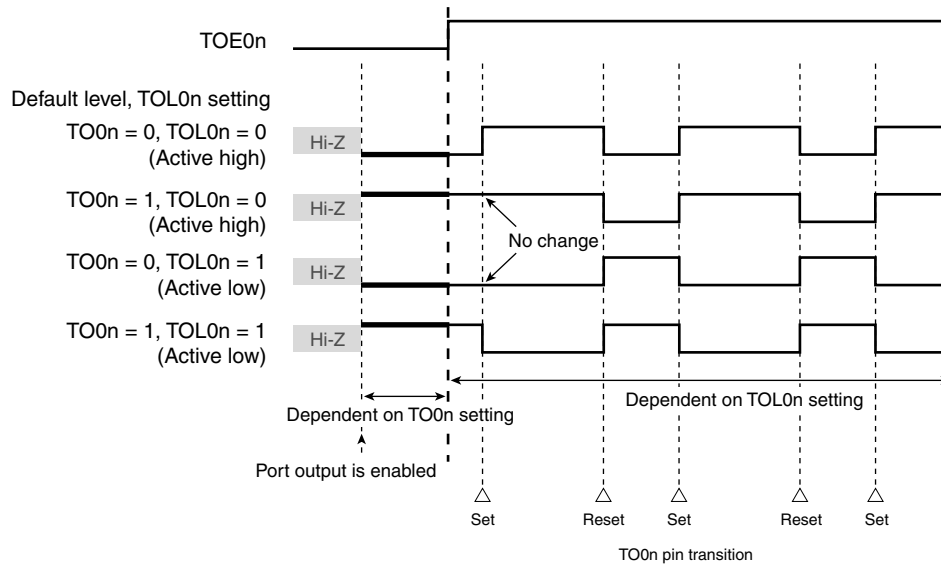 TOE0n
Default level, TOL0n setting
TO0n = 0, TOL0n = 0
(Active high)
Hi-Z
TO0n = 1, TOL0n = 0
(Active high)
Hi-Z
No change
TO0n = 0, TOL0n = 1
(Active low)
Hi-Z
TO0n = 1, TOL0n = 1
(Active low)
Hi-Z
Dependent on TO0n setting
Dependent on TOL0n setting
Port output is enabled
Set
Reset
Set
Reset
Set
TO0n pin transition